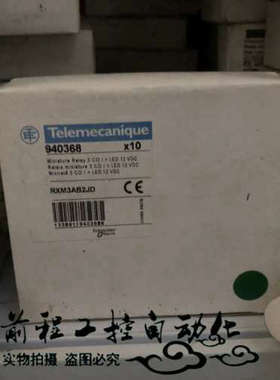 Telemecanique
940368 x10
Miniature Relay 3 CO I + LED 12 VDC
RXM3AB2JD
CE
前程工控自动化
实物拍摄 盗图必究